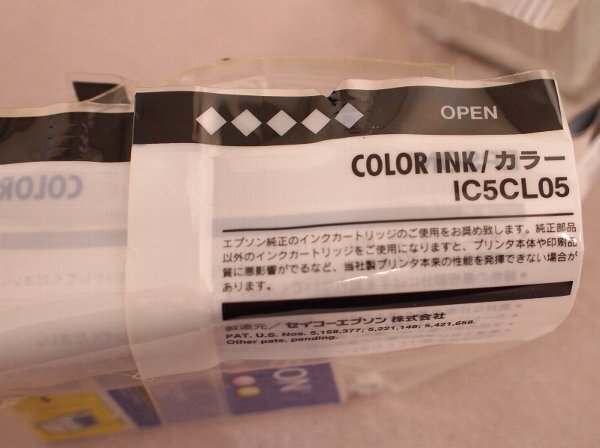 OPEN
COLOR INK/カラー
IC5CL05
エプソン純正のインクカートリッジのご使用をお奨め致します。純正部品
以外のインクカートリッジをご使用になりますと、プリンタ本体や印刷品
質に悪影響がでるなど、当社製プリンタ本来の性能を発揮できない場合が
あります。
製造元/セイコーエプソン株式会社
PAT. U.S. Nos. 5,158,377; 5,221,148; 5,421,658.
Other pats. pending.
COLOR